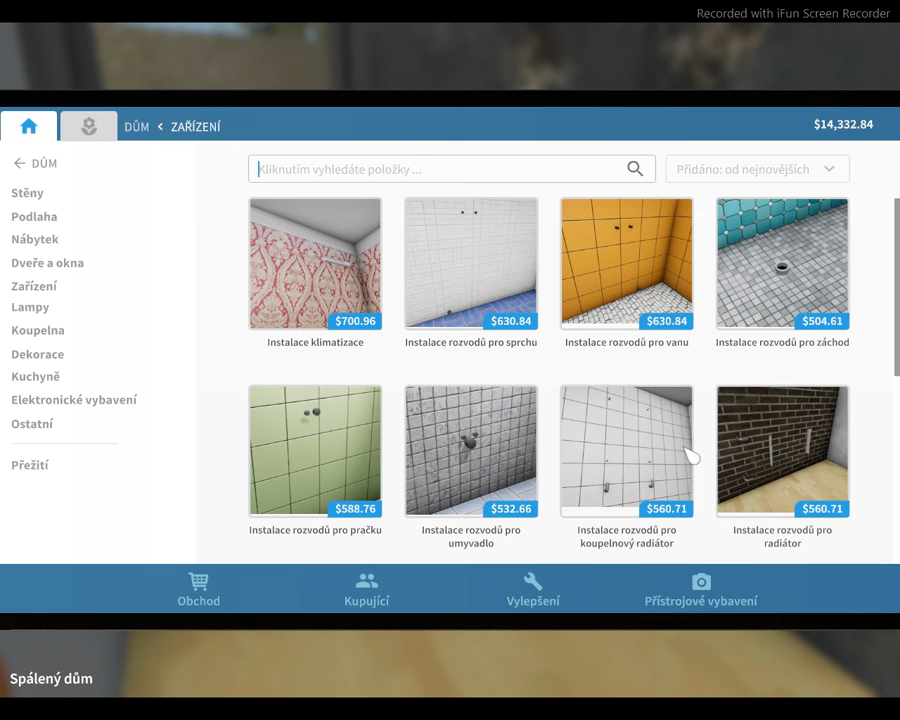 Recorded with iFun Screen Recorder
DŮM < ZAŘÍZENÍ
$14,332.84
← DŮM
Kliknutím vyhledáte položky ...
Přidáno: od nejnovějších
Stěny
Podlaha
Nábytek
Dveře a okna
Zařízení
Lampy
Koupelna
Dekorace
Kuchyně
Elektronické vybavení
Ostatní
Přežití
$700.96
$630.84
$630.84
$504.61
Instalace klimatizace
Instalace rozvodů pro sprchu
Instalace rozvodů pro vanu
Instalace rozvodů pro záchod
$588.76
$532.66
$560.71
$560.71
Instalace rozvodů pro pračku
Instalace rozvodů pro
umyvadlo
Instalace rozvodů pro
koupelnový radiátor
Instalace rozvodů pro
radiátor
Obchod
Kupující
Vylepšení
Přístrojové vybavení
Spálený dům